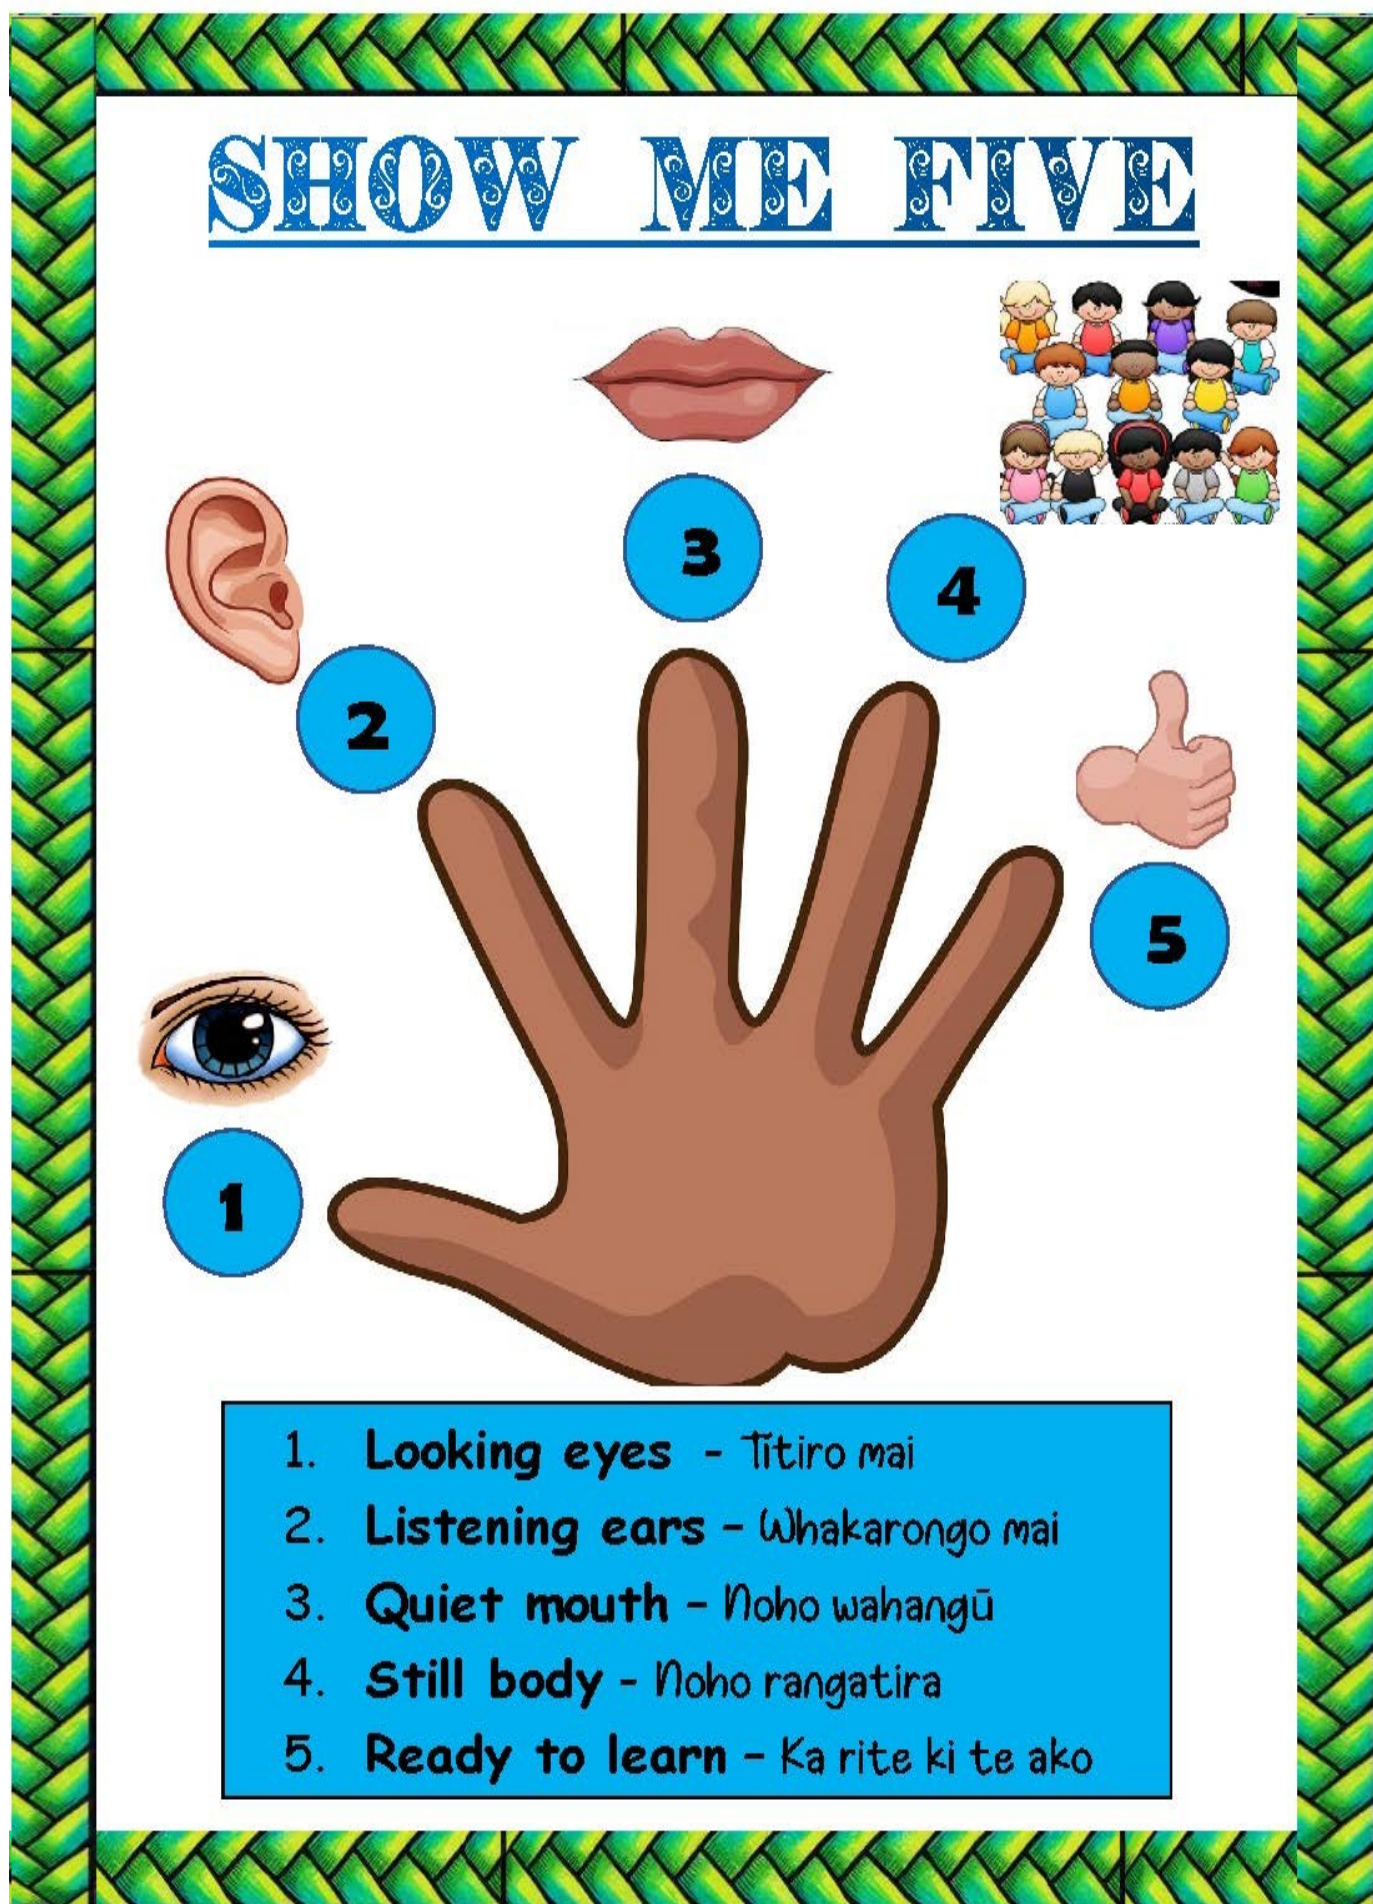 SHOW ME FIVE
3
4
2
5
1
1. Looking eyes - Titiro mai
2. Listening ears – Whakarongo mai
3. Quiet mouth – Noho wahangū
4. Still body - Noho rangatira
5. Ready to learn – Ka rite ki te ako